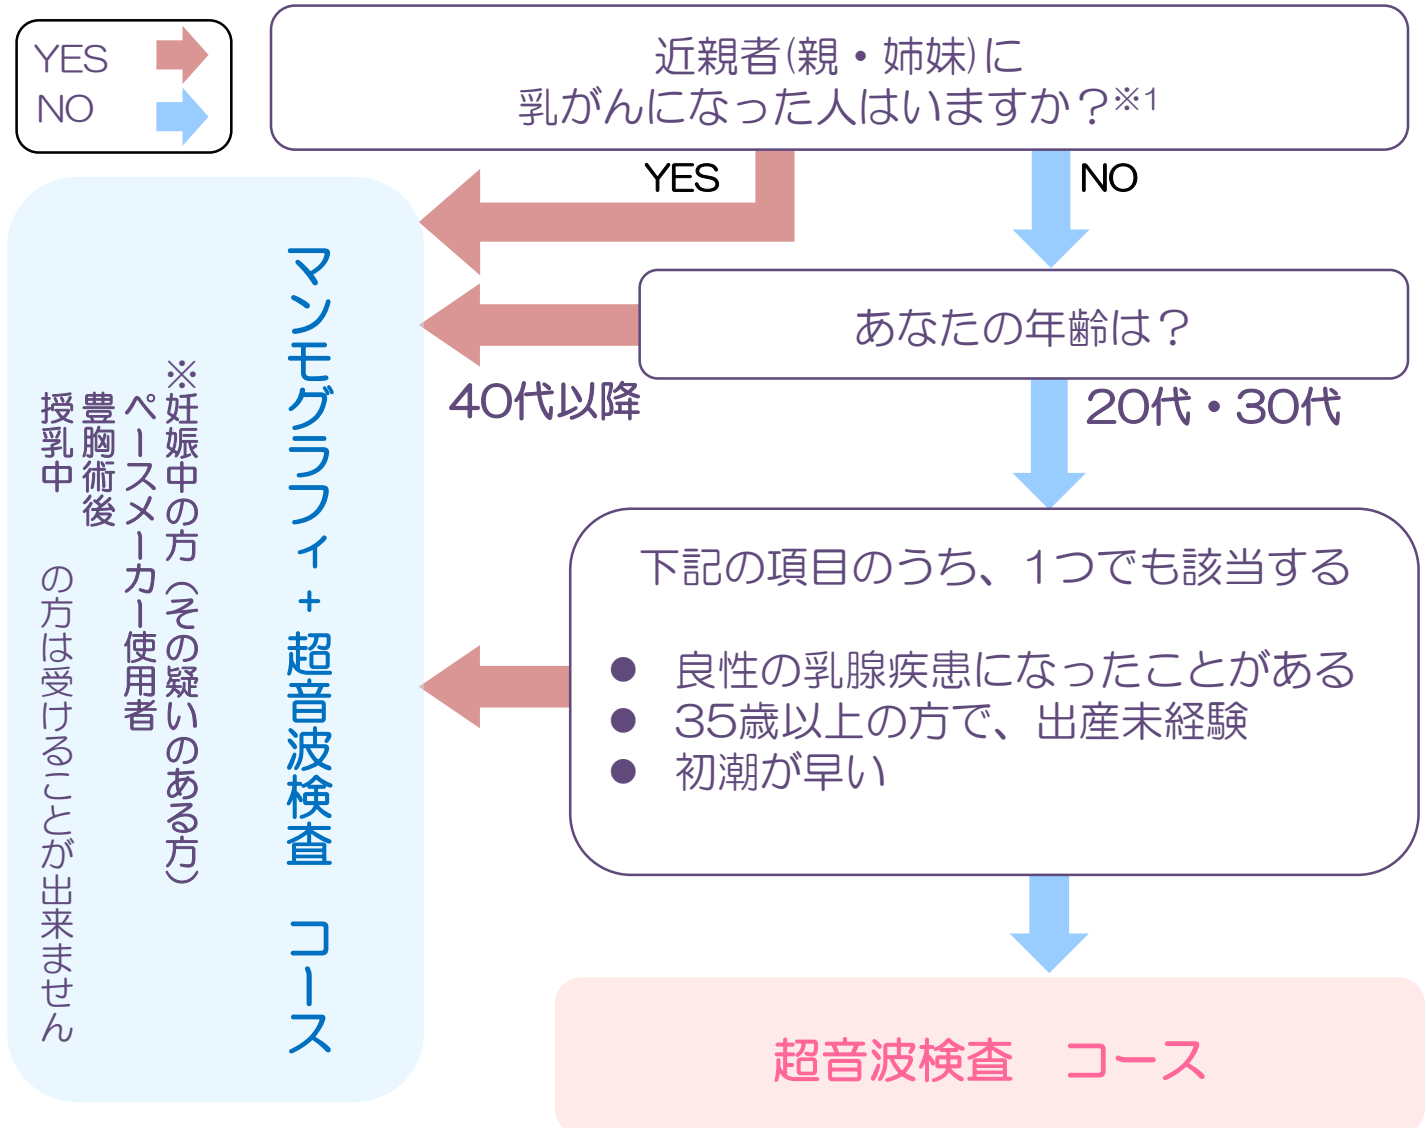 YES
NO
近親者(親・姉妹)に
乳がんになった人はいますか？※1
YES
NO
あなたの年齢は？
40代以降
20代・30代
下記の項目のうち、1つでも該当する
● 良性の乳腺疾患になったことがある
● 35歳以上の方で、出産未経験
● 初潮が早い
マンモグラフィ+超音波検査　コース
※妊娠中の方（その疑いのある方）
ペースメーカー使用者
豊胸術後
授乳中　の方は受けることが出来ません
超音波検査　コース